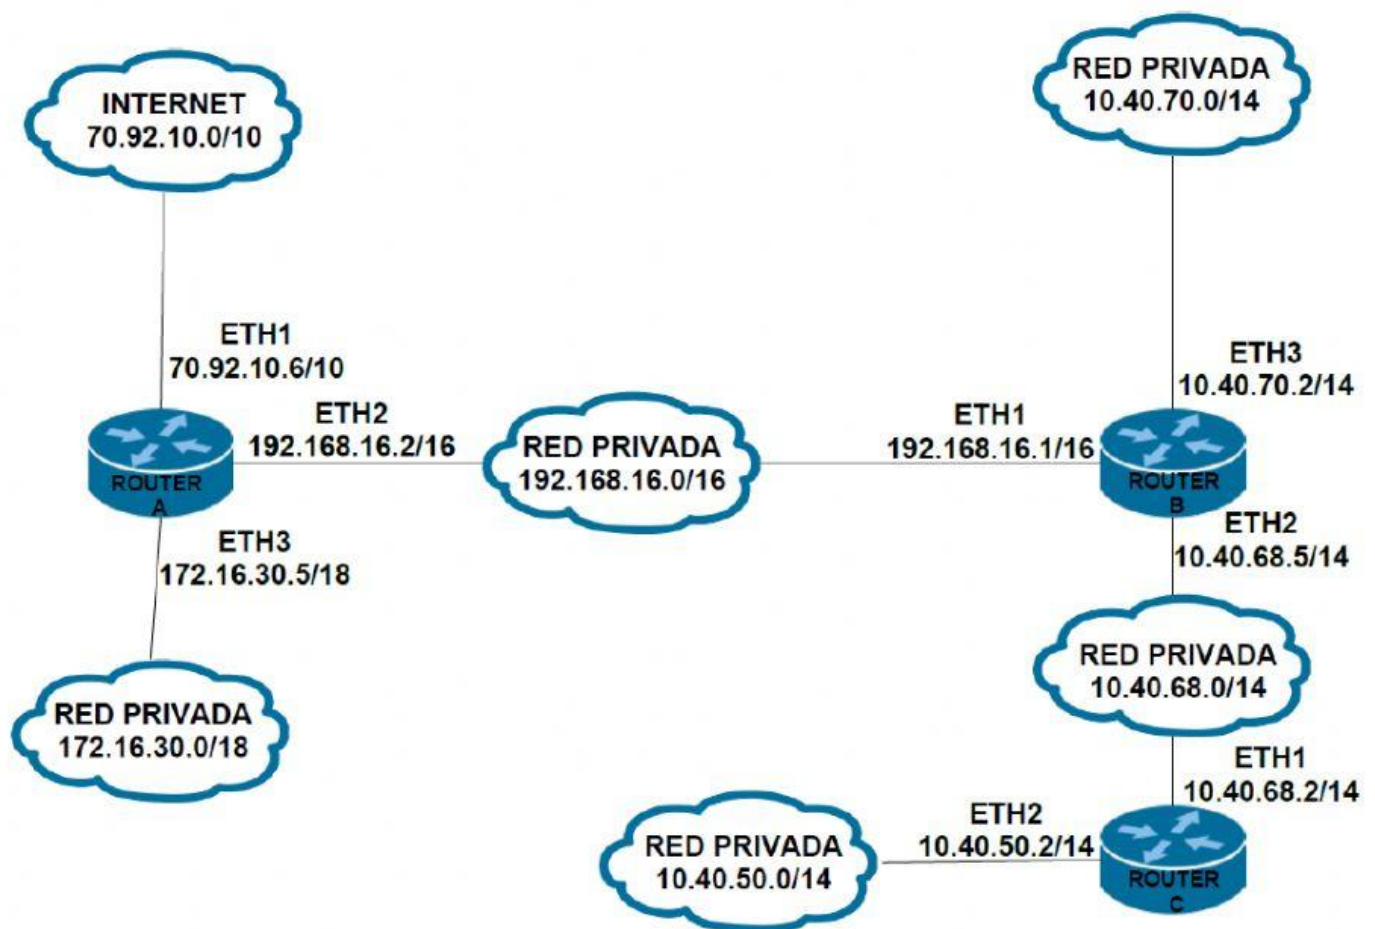 INTERNET
70.92.10.0/10
RED PRIVADA
10.40.70.0/14
ETH1
70.92.10.6/10
ETH2
192.168.16.2/16
ROUTER
A
ETH3
172.16.30.5/18
RED PRIVADA
172.16.30.0/18
RED PRIVADA
192.168.16.0/16
ETH1
192.168.16.1/16
ETH3
10.40.70.2/14
ROUTER
B
ETH2
10.40.68.5/14
RED PRIVADA
10.40.68.0/14
ETH1
10.40.68.2/14
RED PRIVADA
10.40.50.0/14
ETH2
10.40.50.2/14
ROUTER
C